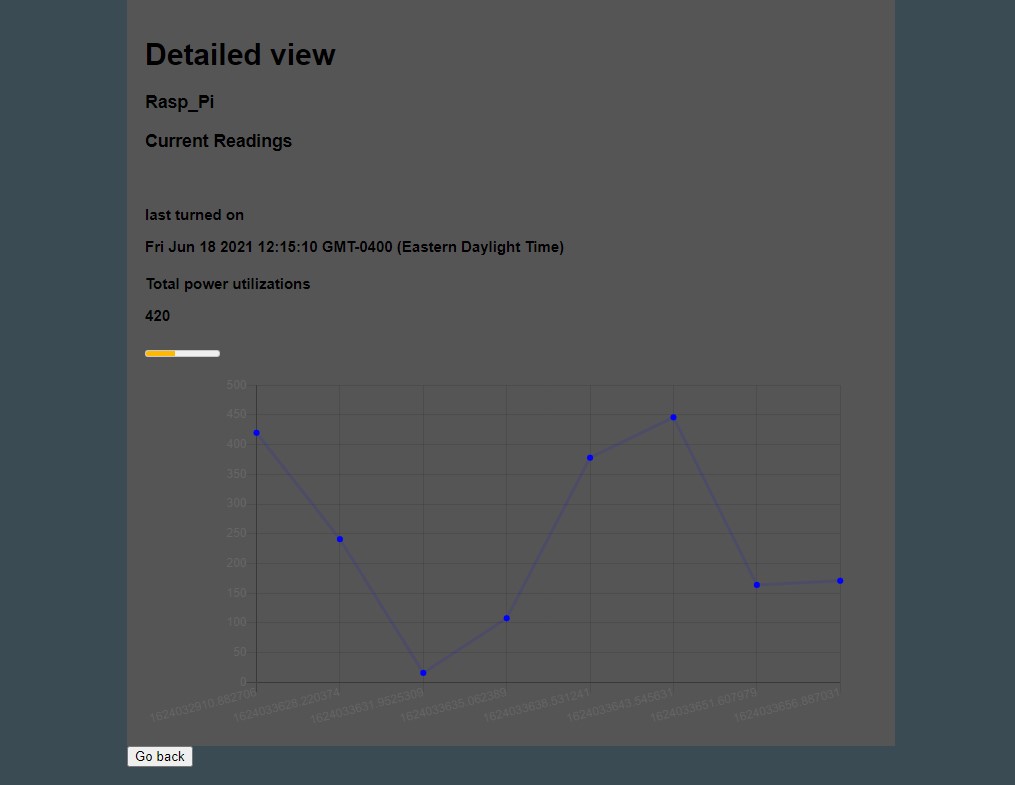 Detailed view
Rasp_Pi
Current Readings
last turned on
Fri Jun 18 2021 12:15:10 GMT-0400 (Eastern Daylight Time)
Total power utilizations
420
500
450
400
350
300
250
200
150
100
50
0
1624032910.882706
1624033628.220374
1624033631.9525309
1624033635.062389
1624033638.531241
1624033643.545631
1624033651.607979
1624033656.887031
Go back